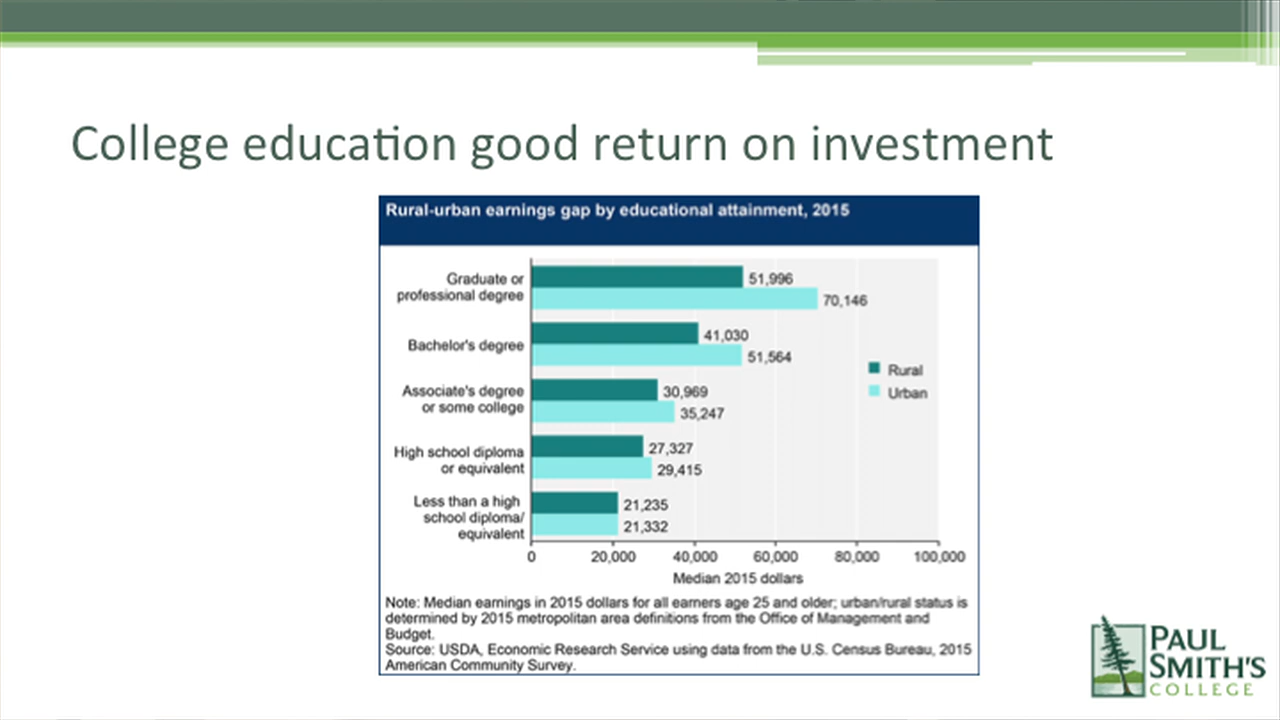 College education good return on investment
Rural-urban earnings gap by educational attainment, 2015
Graduate or
professional degree
51,996
70,146
Bachelor's degree
41,030
51,564
Associate's degree
or some college
30,969
35,247
High school diploma
or equivalent
27,327
29,415
Less than a high
school diploma/
equivalent
21,235
21,332
Rural
Urban
0 20,000 40,000 60,000 80,000 100,000
Median 2015 dollars
Note: Median earnings in 2015 dollars for all earners age 25 and older; urban/rural status is
determined by 2015 metropolitan area definitions from the Office of Management and
Budget.
Source: USDA, Economic Research Service using data from the U.S. Census Bureau, 2015
American Community Survey.
PAUL
SMITH'S
COLLEGE